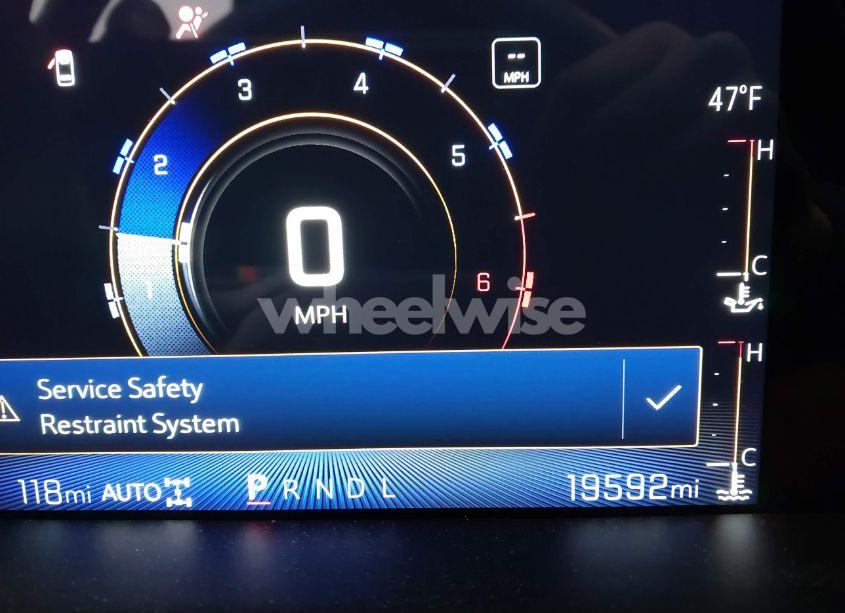 3
4
--
MPH
47°F
2
5
H
0
1
6
C
MPH
wheelwise
H
Service Safety
Restraint System
C
118mi AUTO P R N D L 19592mi